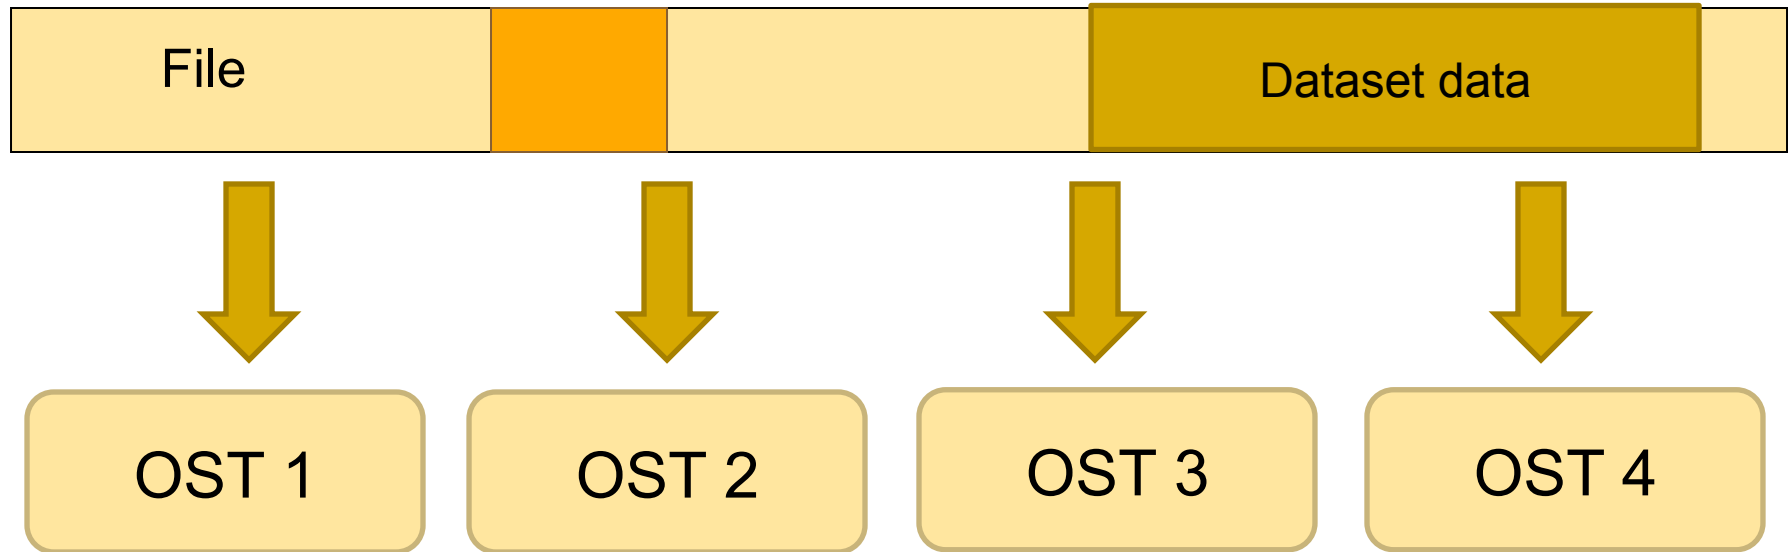 File
Dataset data
OST 1
OST 2
OST 3
OST 4